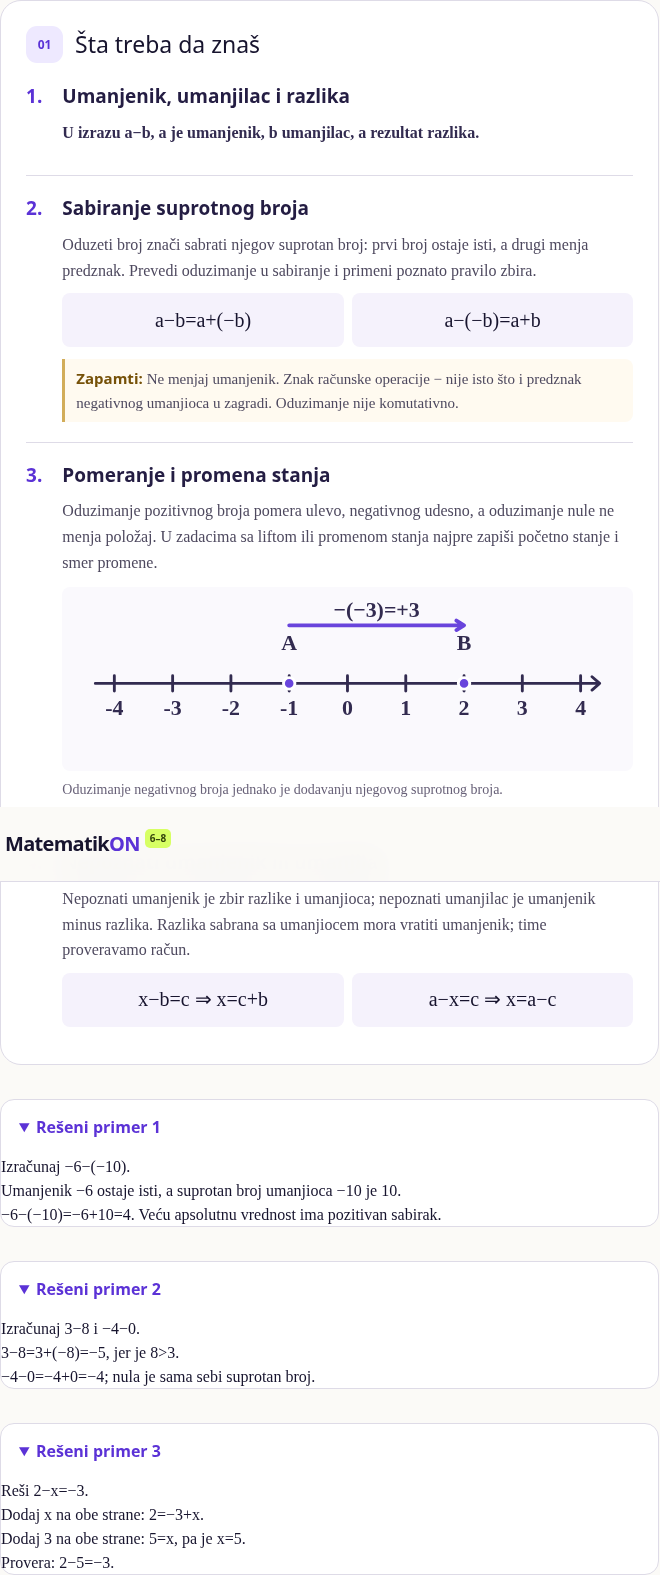 01 Šta treba da znaš
1. Umanjenik, umanjilac i razlika
U izrazu a−b, a je umanjenik, b umanjilac, a rezultat razlika.
2. Sabiranje suprotnog broja
Oduzeti broj znači sabrati njegov suprotan broj: prvi broj ostaje isti, a drugi menja
predznak. Prevedi oduzimanje u sabiranje i primeni poznato pravilo zbira.
a−b=a+(−b)
a−(−b)=a+b
Zapamti: Ne menjaj umanjenik. Znak računske operacije − nije isto što i predznak
negativnog umanjioca u zagradi. Oduzimanje nije komutativno.
3. Pomeranje i promena stanja
Oduzimanje pozitivnog broja pomera ulevo, negativnog udesno, a oduzimanje nule ne
menja položaj. U zadacima sa liftom ili promenom stanja najpre zapiši početno stanje i
smer promene.
−(−3)=+3
A B
-4 -3 -2 -1 0 1 2 3 4
Oduzimanje negativnog broja jednako je dodavanju njegovog suprotnog broja.
MatematikON 6–8
Nepoznati umanjenik je zbir razlike i umanjioca; nepoznati umanjilac je umanjenik
minus razlika. Razlika sabrana sa umanjiocem mora vratiti umanjenik; time
proveravamo račun.
x−b=c ⇒ x=c+b
a−x=c ⇒ x=a−c
▼ Rešeni primer 1
Izračunaj −6−(−10).
Umanjenik −6 ostaje isti, a suprotan broj umanjioca −10 je 10.
−6−(−10)=−6+10=4. Veću apsolutnu vrednost ima pozitivan sabirak.
▼ Rešeni primer 2
Izračunaj 3−8 i −4−0.
3−8=3+(−8)=−5, jer je 8>3.
−4−0=−4+0=−4; nula je sama sebi suprotan broj.
▼ Rešeni primer 3
Reši 2−x=−3.
Dodaj x na obe strane: 2=−3+x.
Dodaj 3 na obe strane: 5=x, pa je x=5.
Provera: 2−5=−3.